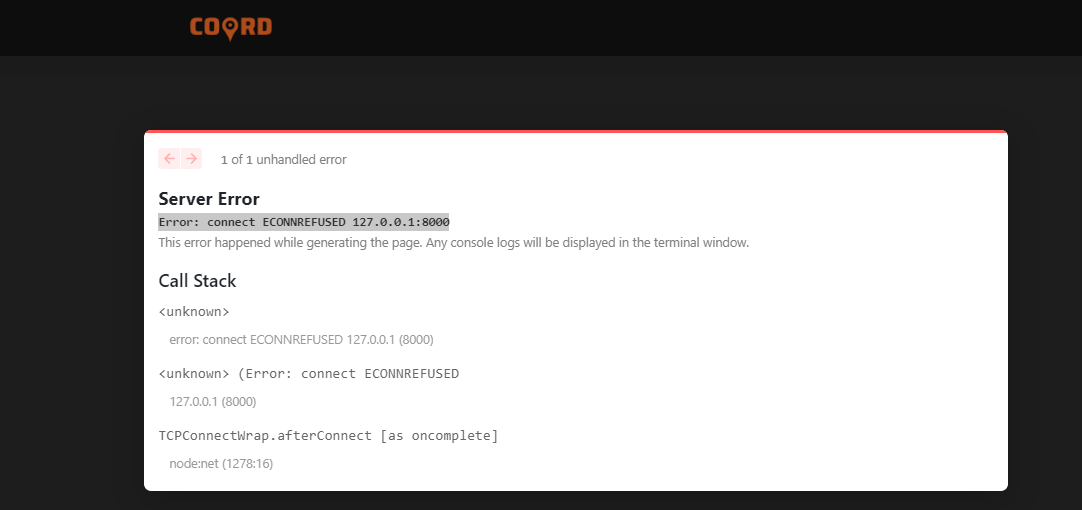 COORD
1 of 1 unhandled error
Server Error
Error: connect ECONNREFUSED 127.0.0.1:8000
This error happened while generating the page. Any console logs will be displayed in the terminal window.
Call Stack
<unknown>
error: connect ECONNREFUSED 127.0.0.1 (8000)
<unknown> (Error: connect ECONNREFUSED
127.0.0.1 (8000)
TCPConnectWrap.afterConnect [as oncomplete]
node:net (1278:16)